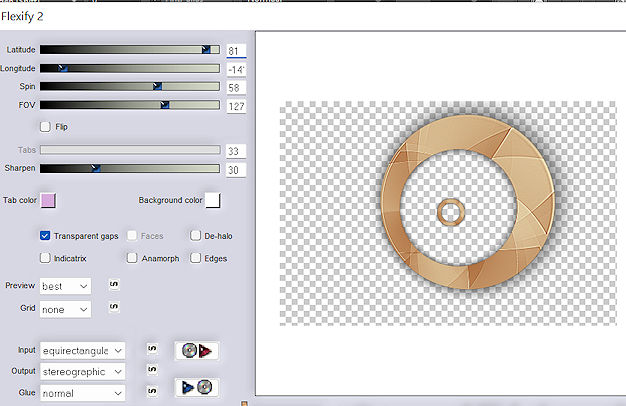 Flexify 2
Latitude 81
Longitude
Spin 58
FOV 127
Flip
Tabs 33
Sharpen 30
Tab color Background color
Transparent gaps Faces De-halo
Indicatrix Anamorph Edges
Preview best
Grid none
Input equirectangula
Output stereographic
Glue normal